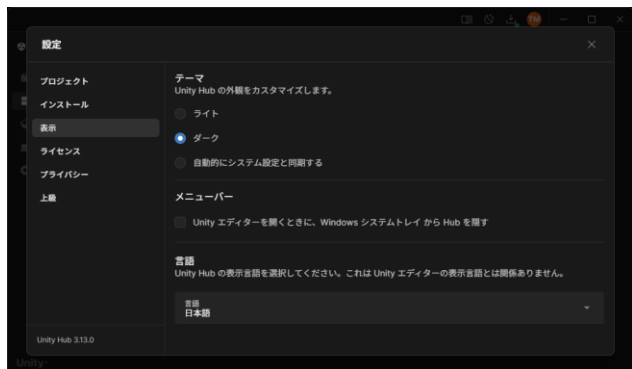 TM
設定
プロジェクト
インストール
表示
ライセンス
プライバシー
上級
テーマ
Unity Hub の外観をカスタマイズします。
ライト
ダーク
自動的にシステム設定と同期する
メニューバー
Unity エディターを開くときに、Windows システムトレイ から Hub を隠す
言語
Unity Hub の表示言語を選択してください。これは Unity エディターの表示言語とは関係ありません。
言語
日本語
Unity Hub 3.13.0
Unity